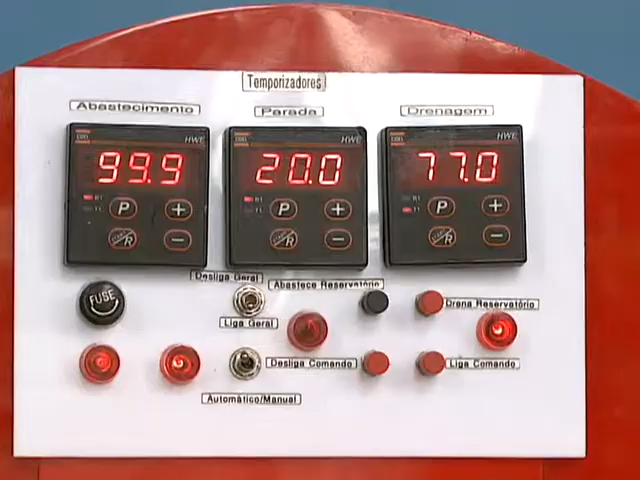 Temporizadores
Abastecimento Parada Drenagem
HWE HWE HWE
99.9 20.0 77.0
P + P + P +
R - R - R -
Desliga Geral
Abastece Reservatório
FUSE
Drena Reservatório
Liga Geral
Desliga Comando
Liga Comando
Automático/Manual